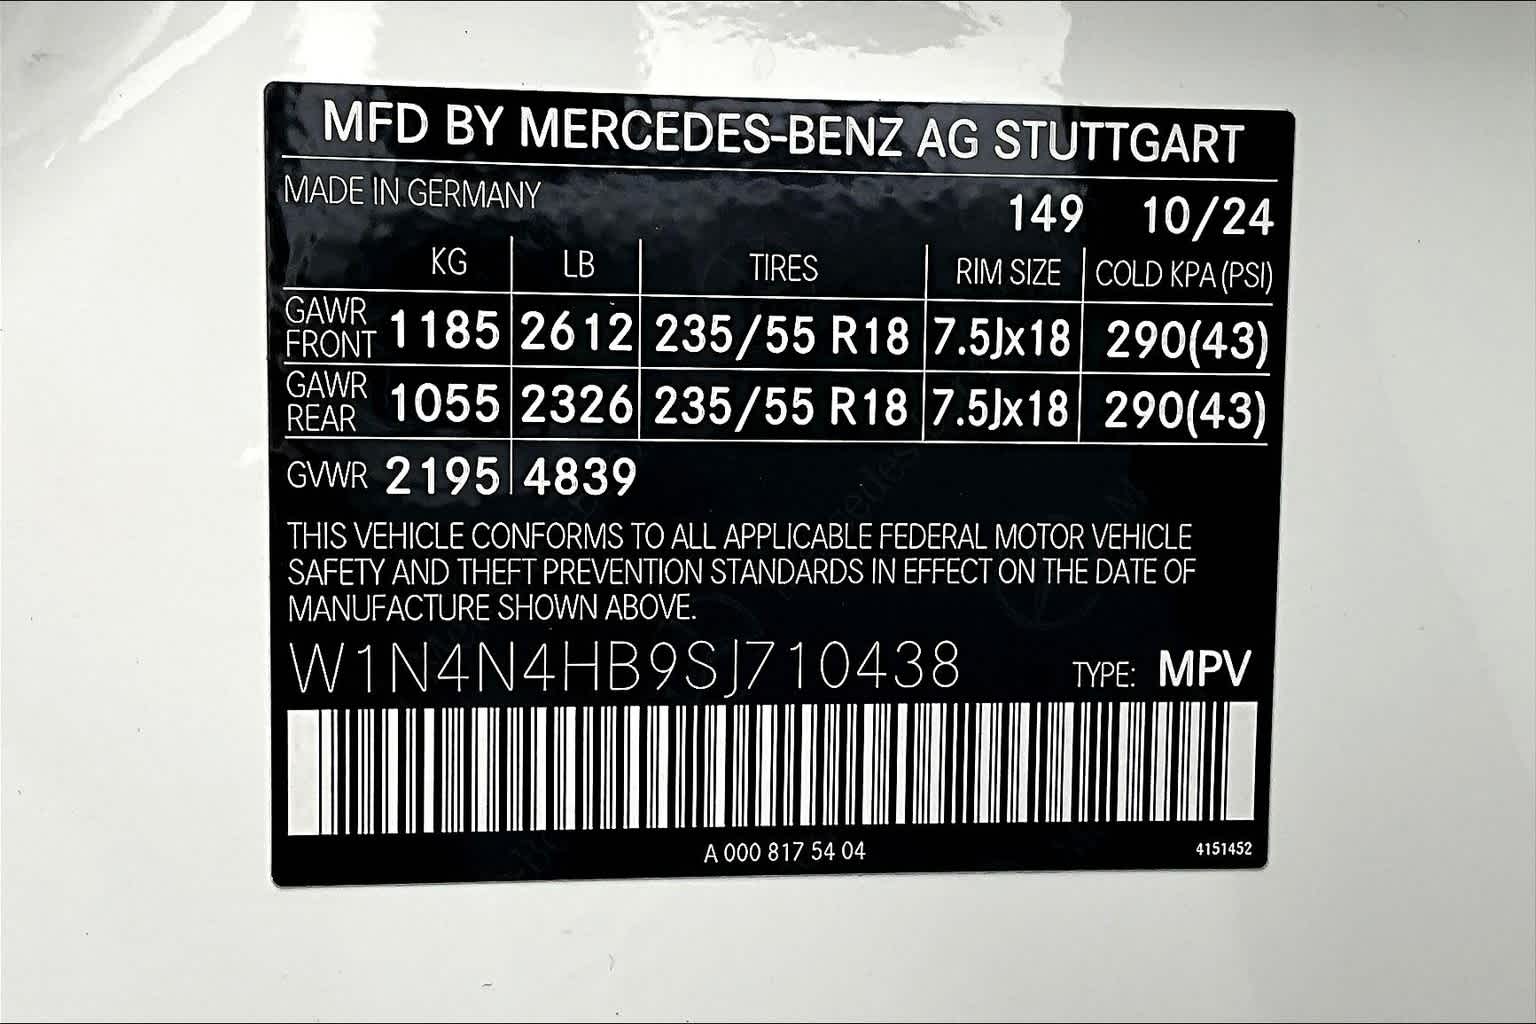 MFD BY MERCEDES-BENZ AG STUTTGART
MADE IN GERMANY
149 10/24
KG LB TIRES RIM SIZE COLD KPA (PSI)
GAWR FRONT 1185 2612 235/55 R18 7.5Jx18 290(43)
GAWR REAR 1055 2326 235/55 R18 7.5Jx18 290(43)
GVWR 2195 4839
THIS VEHICLE CONFORMS TO ALL APPLICABLE FEDERAL MOTOR VEHICLE
SAFETY AND THEFT PREVENTION STANDARDS IN EFFECT ON THE DATE OF
MANUFACTURE SHOWN ABOVE.
W1N4N4HB9SJ710438 TYPE: MPV
A 000 817 54 04 4151452